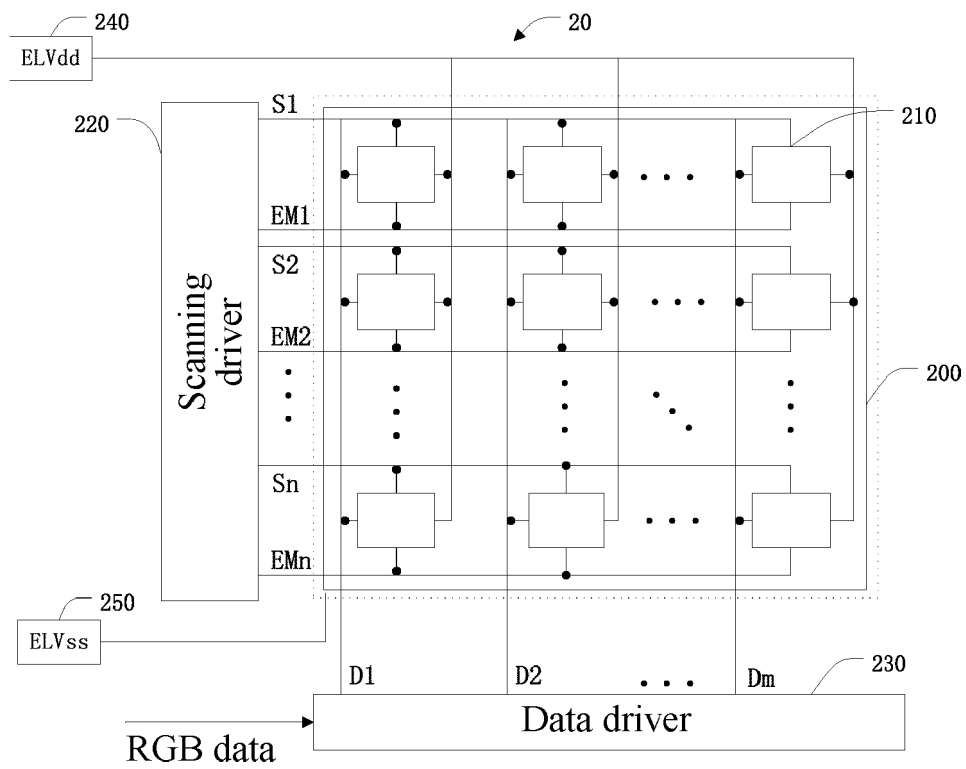 240
20
ELVdd
S1
220
210
EM1
S2
EM2
Scanning
driver
200
Sn
EMn
250
ELVss
D1
D2
Dm
230
Data driver
RGB data